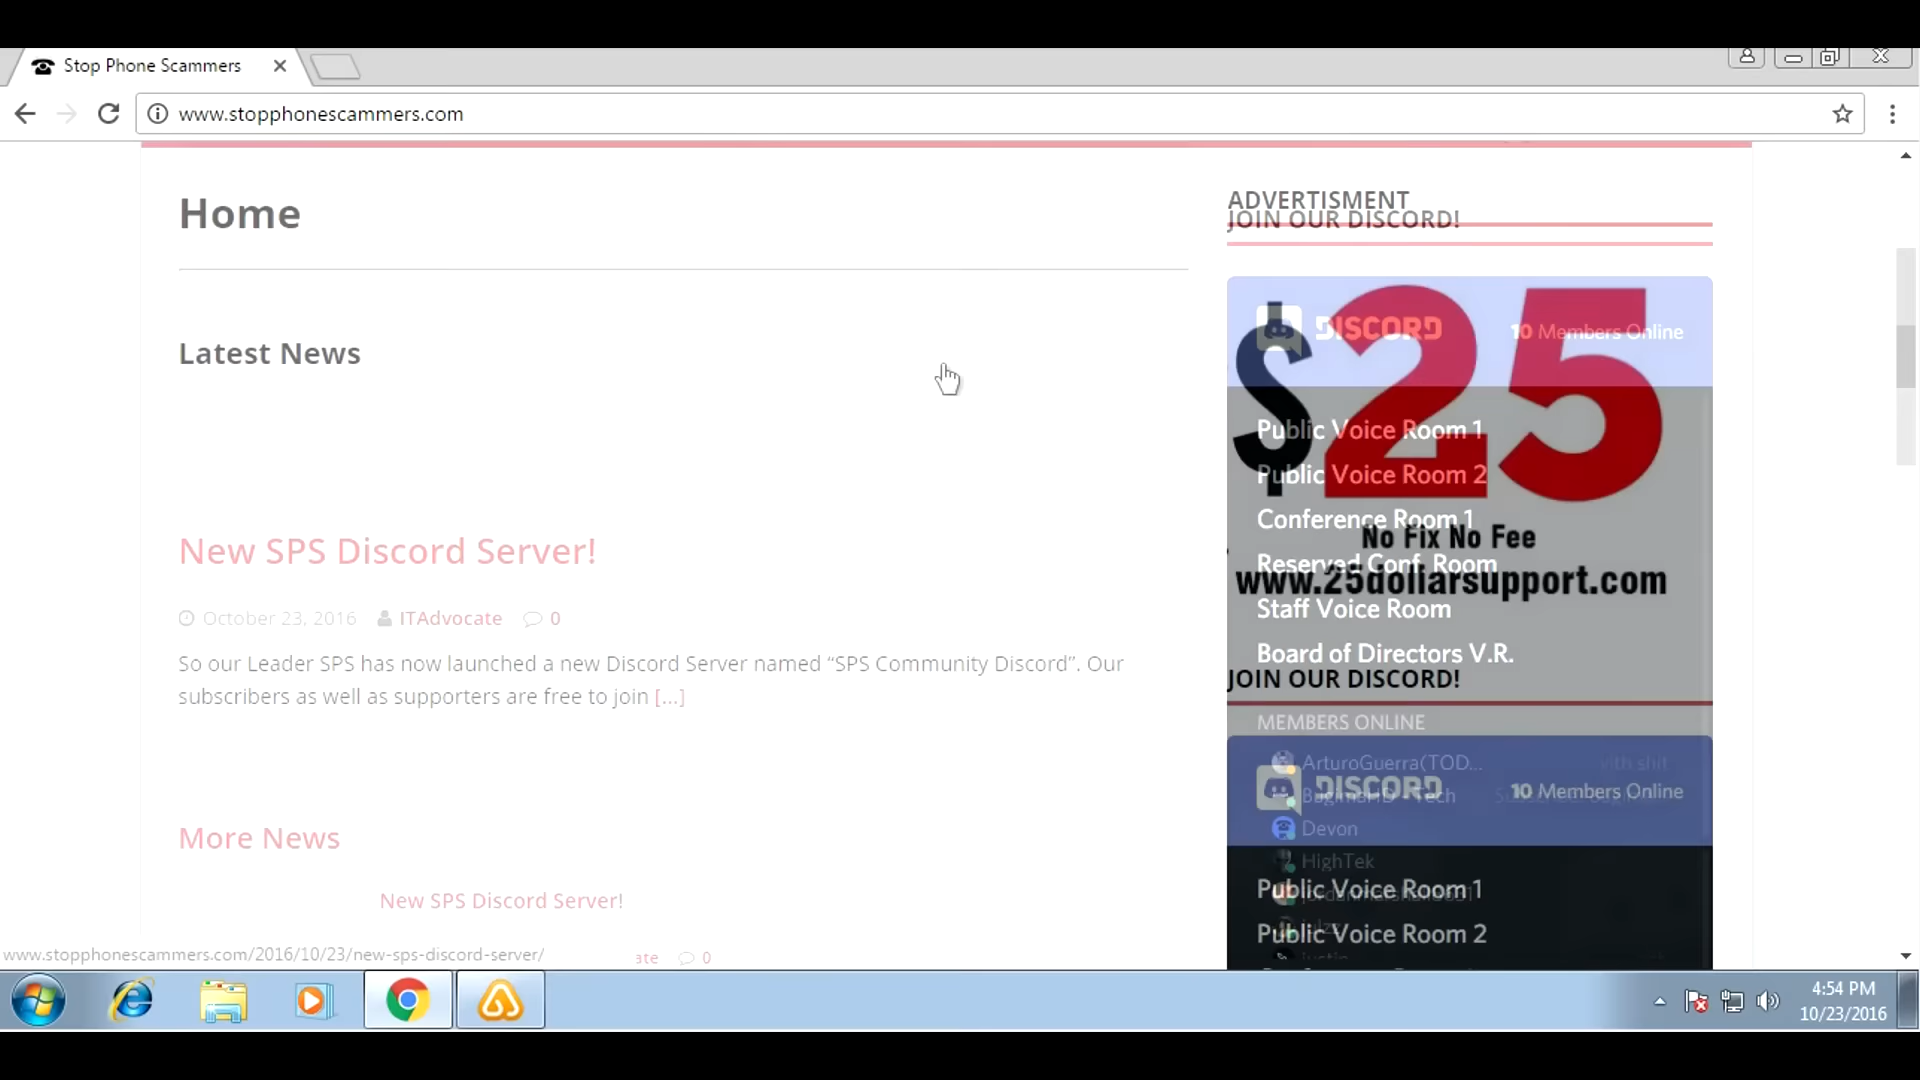 Stop Phone Scammers
www.stopphonescammers.com
Home
Latest News
New SPS Discord Server!
October 23, 2016 ITAdvocate 0
So our Leader SPS has now launched a new Discord Server named “SPS Community Discord”. Our
subscribers as well as supporters are free to join [...]
More News
New SPS Discord Server!
ate 0
www.stopphonescammers.com/2016/10/23/new-sps-discord-server/
ADVERTISMENT
JOIN OUR DISCORD!
DISCORD 10 Members Online
$25
Public Voice Room 1
Public Voice Room 2
Conference Room 1
No Fix No Fee
Reserved Conf. Room
www.25dollarsupport.com
Staff Voice Room
Board of Directors V.R.
JOIN OUR DISCORD!
MEMBERS ONLINE
ArturoGuerra(TOD...
DISCORD 10 Members Online
Devon
HighTek
Public Voice Room 1
Public Voice Room 2
4:54 PM
10/23/2016